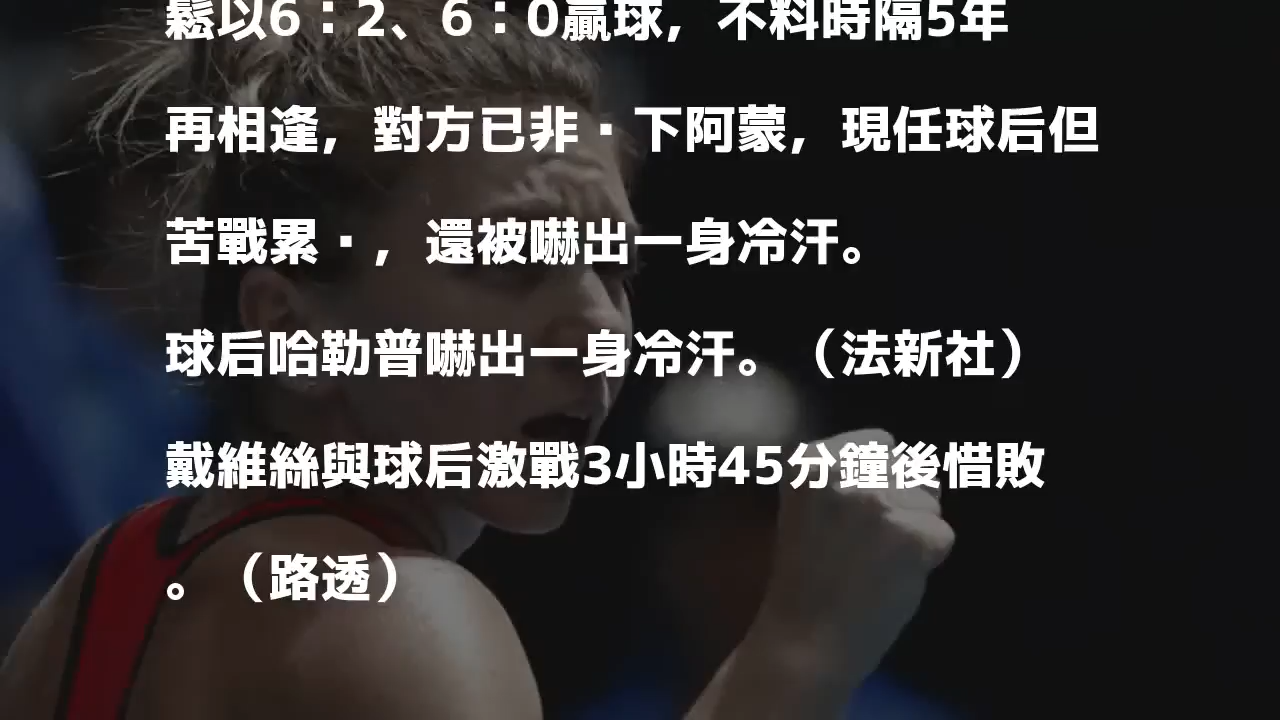 鬆以6：2、6：0贏球，不料時隔5年
再相逢，對方已非▪下阿蒙，現任球后但
苦戰累▪，還被嚇出一身冷汗。
球后哈勒普嚇出一身冷汗。（法新社）
戴維絲與球后激戰3小時45分鐘後惜敗
。（路透）